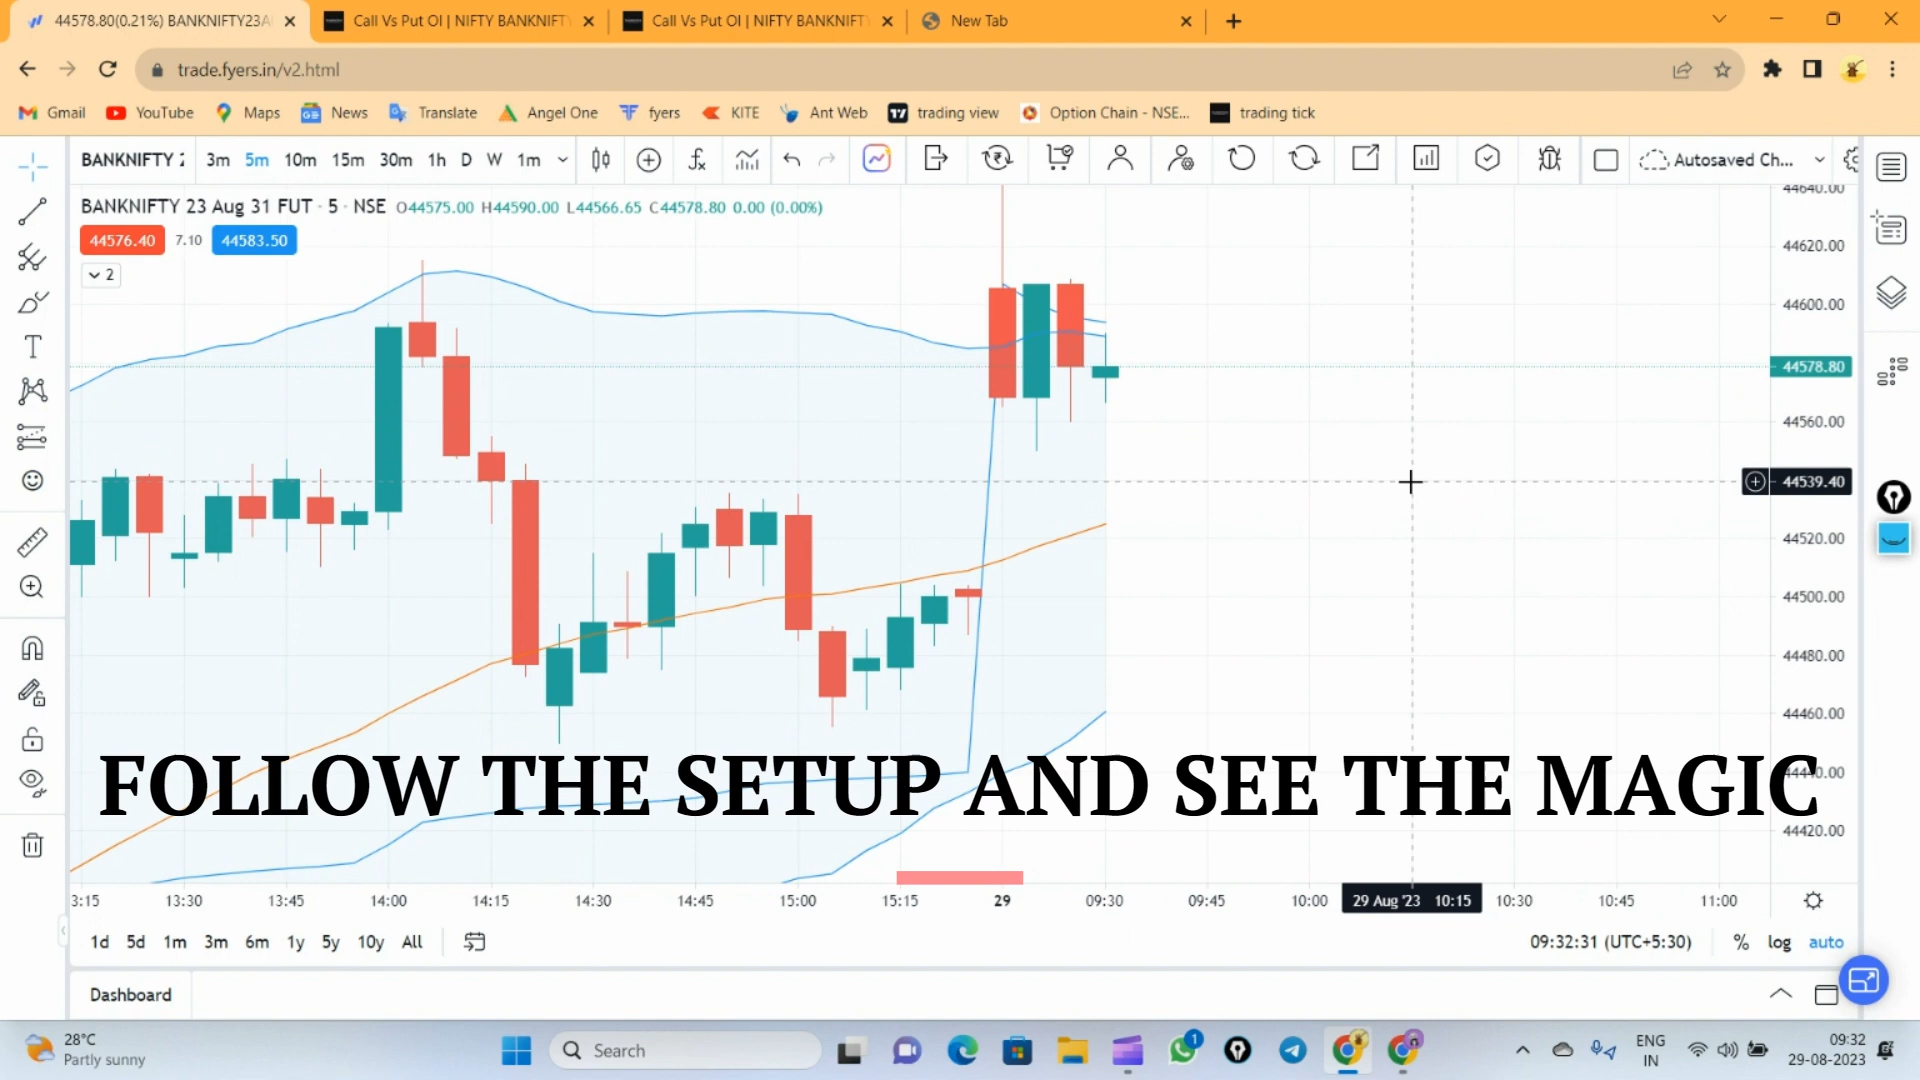 44578.80(0.21%) BANKNIFTY23A
Call Vs Put OI | NIFTY BANKNIFT
Call Vs Put OI | NIFTY BANKNIFT
New Tab
trade.fyers.in/v2.html
Gmail
YouTube
Maps
News
Translate
Angel One
fyers
KITE
Ant Web
trading view
Option Chain - NSE...
trading tick
BANKNIFTY 2
3m 5m 10m 15m 30m 1h D W 1m
Autosaved Ch...
BANKNIFTY 23 Aug 31 FUT · 5 · NSE O44575.00 H44590.00 L44566.65 C44578.80 0.00 (0.00%)
44576.40 7.10 44583.50
2
44640.00
44620.00
44600.00
44578.80
44560.00
44539.40
44520.00
44500.00
44480.00
44460.00
44440.00
44420.00
FOLLOW THE SETUP AND SEE THE MAGIC
3:15 13:30 13:45 14:00 14:15 14:30 14:45 15:00 15:15 29 09:30 09:45 10:00 29 Aug '23 10:15 10:30 10:45 11:00
1d 5d 1m 3m 6m 1y 5y 10y All
09:32:31 (UTC+5:30) % log auto
Dashboard
28°C
Partly sunny
Search
1
ENG
IN
09:32
29-08-2023